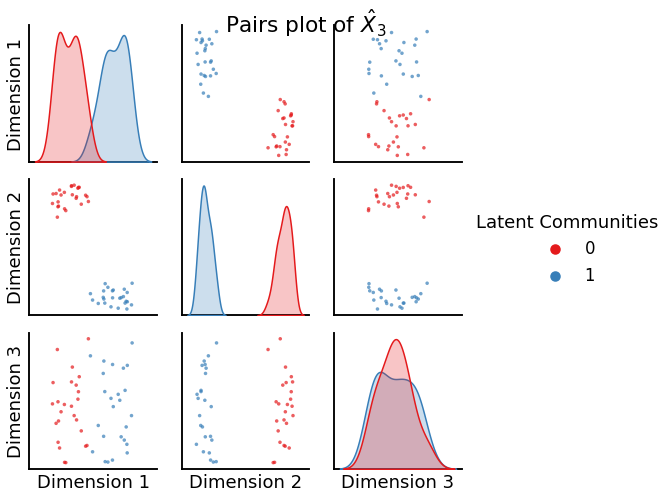 Pairs plot of X̂₃
Dimension 1
Dimension 2
Dimension 3
Latent Communities
0
1
Dimension 1
Dimension 2
Dimension 3